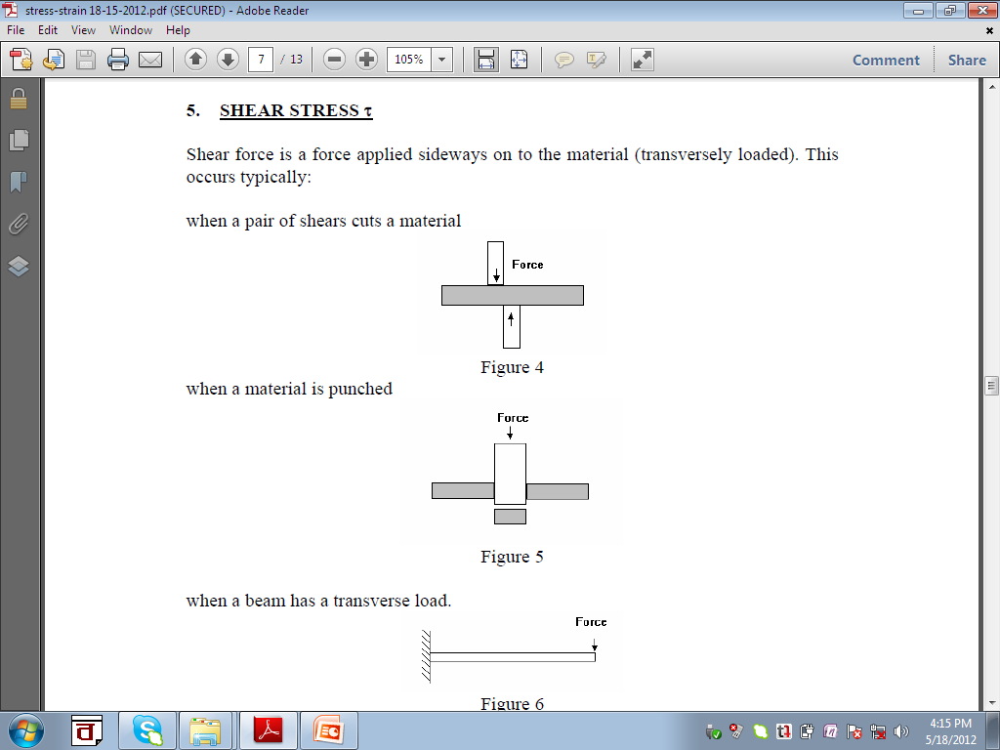 stress-strain 18-15-2012.pdf (SECURED) - Adobe Reader
File Edit View Window Help
7 / 13 105% Comment Share
5. SHEAR STRESS τ
Shear force is a force applied sideways on to the material (transversely loaded). This
occurs typically:
when a pair of shears cuts a material
Force
Figure 4
when a material is punched
Force
Figure 5
when a beam has a transverse load.
Force
Figure 6
4:15 PM
5/18/2012